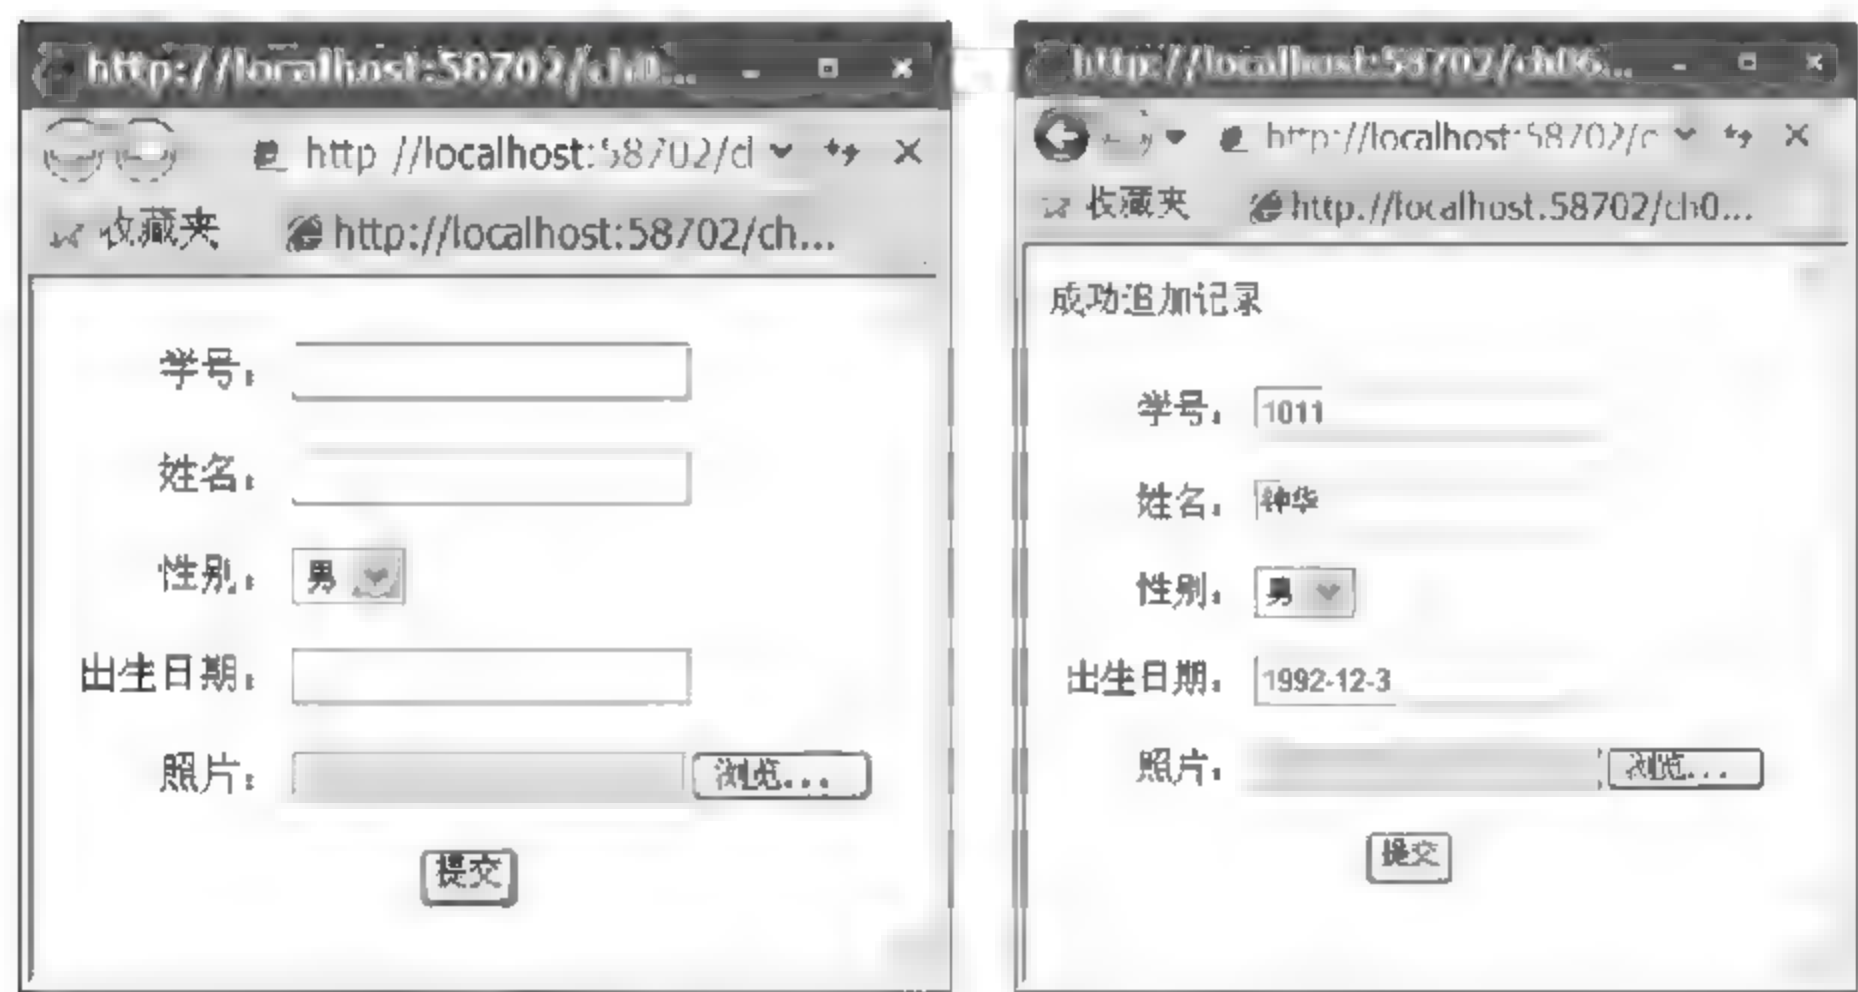 http://localhost:58702/ch0...
http://localhost:58702/cl
收藏夹 http://localhost:58702/ch...
学号:
姓名:
性别: 男
出生日期:
照片: 浏览...
提交
http://localhost:58702/ch06...
http://localhost:58702/c
收藏夹 http://localhost:58702/ch0...
成功追加记录
学号: 1011
姓名: 钟华
性别: 男
出生日期: 1992-12-3
照片: 浏览...
提交